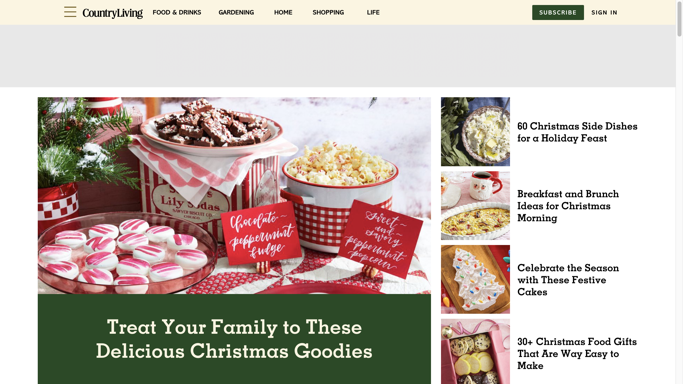 CountryLiving
FOOD & DRINKS
GARDENING
HOME
SHOPPING
LIFE
SUBSCRIBE
SIGN IN
Lily Sodas
Chocolate
peppermint
fudge
Sweet
and
Savory
peppermint
popcorn
Treat Your Family to These
Delicious Christmas Goodies
60 Christmas Side Dishes
for a Holiday Feast
Breakfast and Brunch
Ideas for Christmas
Morning
Celebrate the Season
with These Festive
Cakes
30+ Christmas Food Gifts
That Are Way Easy to
Make